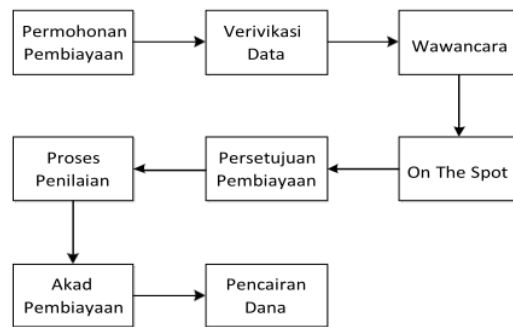 Permohonan
Pembiayaan
Verivikasi
Data
Wawancara
On The Spot
Persetujuan
Pembiayaan
Proses
Penilaian
Akad
Pembiayaan
Pencairan
Dana